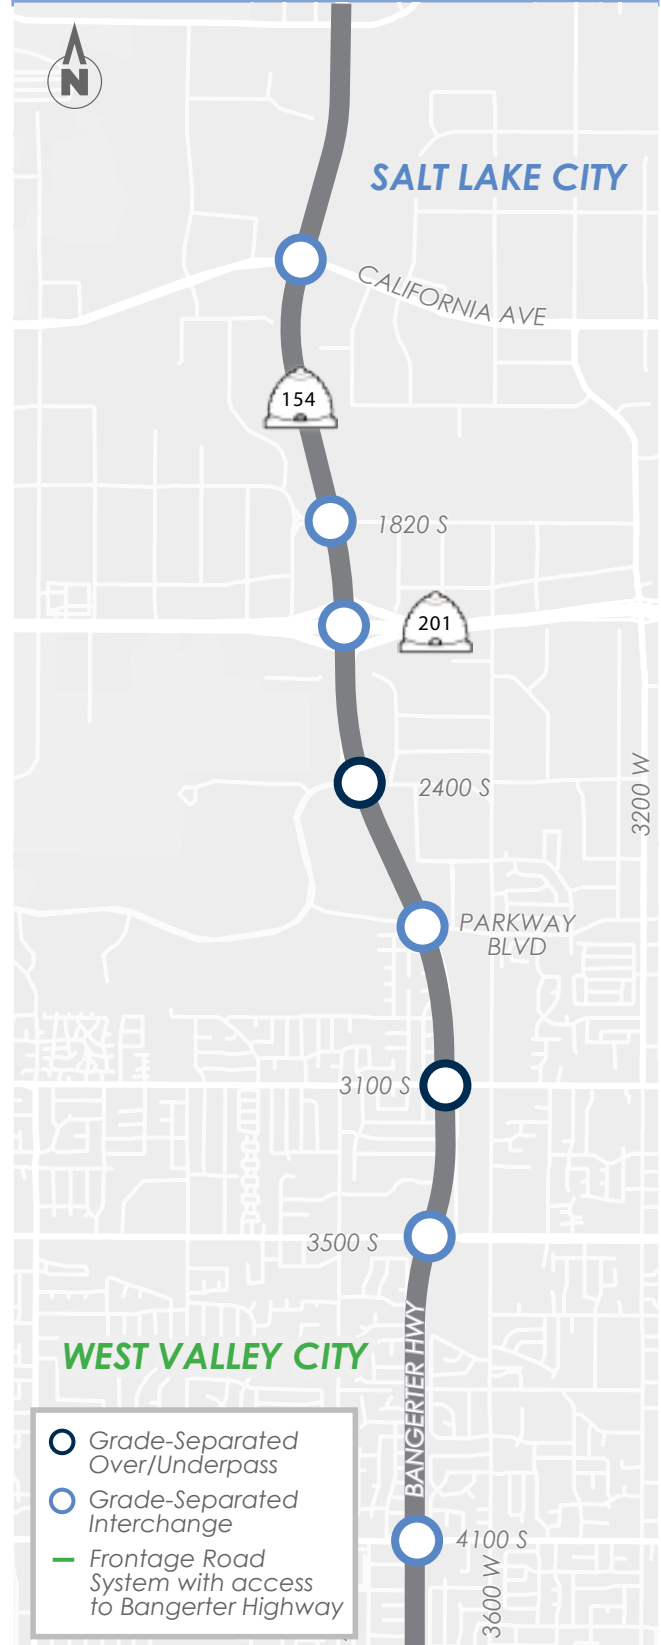 N
SALT LAKE CITY
CALIFORNIA AVE
154
1820 S
201
2400 S
3200 W
PARKWAY
BLVD
3100 S
3500 S
BANGERTER HWY
WEST VALLEY CITY
Grade-Separated
Over/Underpass
Grade-Separated
Interchange
Frontage Road
System with access
to Bangerter Highway
4100 S
3600 W